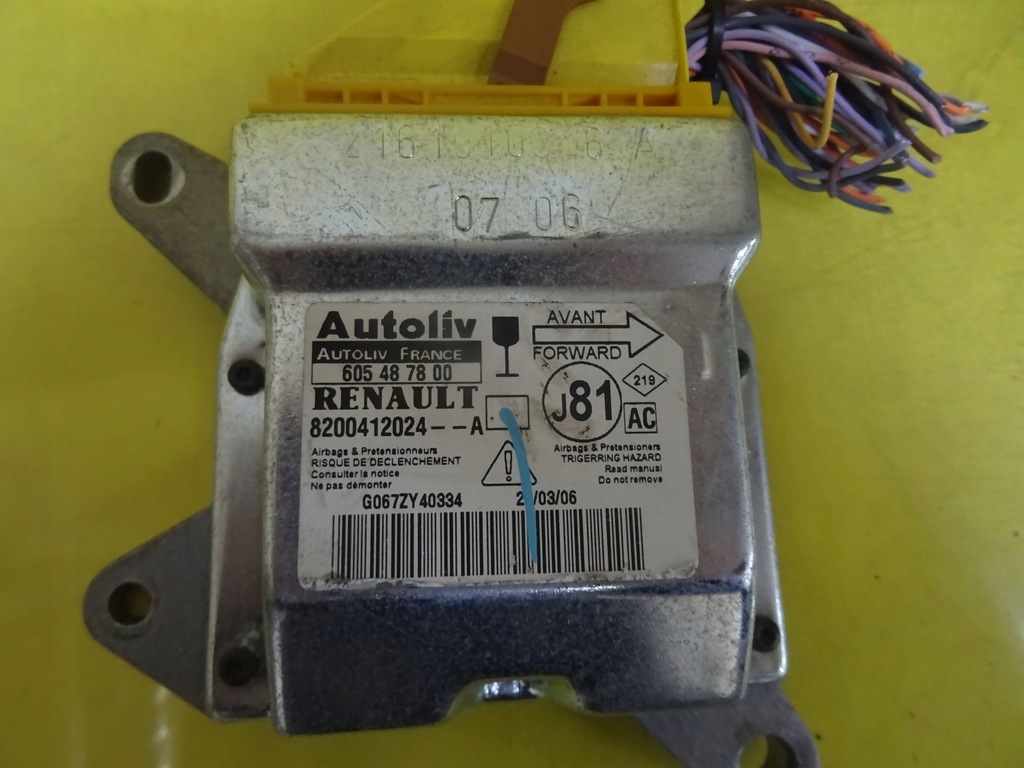 07 06
Autoliv
AUTOLIV FRANCE
605 48 78 00
RENAULT
8200412024--A
AVANT
FORWARD
J81
219
AC
Airbags & Pretensionneurs
RISQUE DE DECLENCHEMENT
Consulter la notice
Ne pas démonter
Airbags & Pretensioners
TRIGERRING HAZARD
Read manual
Do not remove
G067ZY40334
/03/06